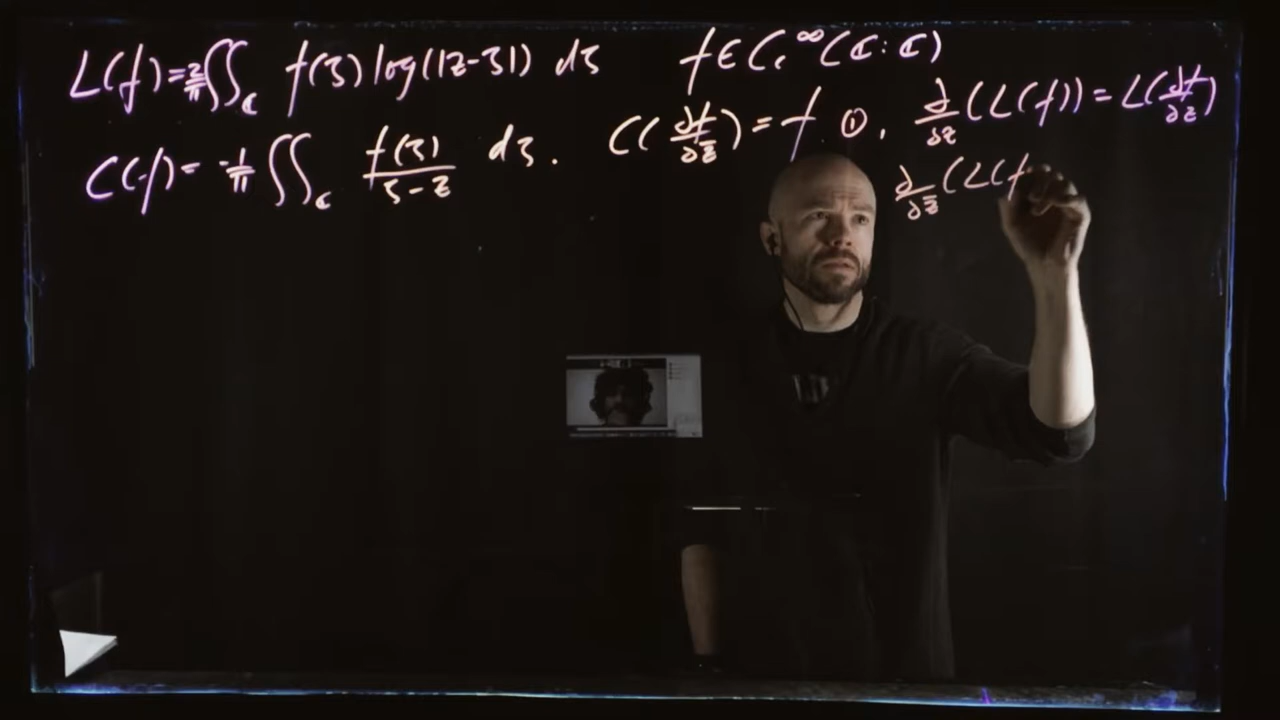 L(f) = 2/π ∬_ℂ f(ζ) log(|z-ζ|) dζ f ∈ C_c^∞(ℂ:ℂ)
C(f) = -1/π ∬_ℂ f(ζ)/(ζ-z) dζ. C(∂f/∂z̄) = f ①, ∂/∂z (L(f)) = L(∂f/∂z)
∂/∂z̄ (L(f